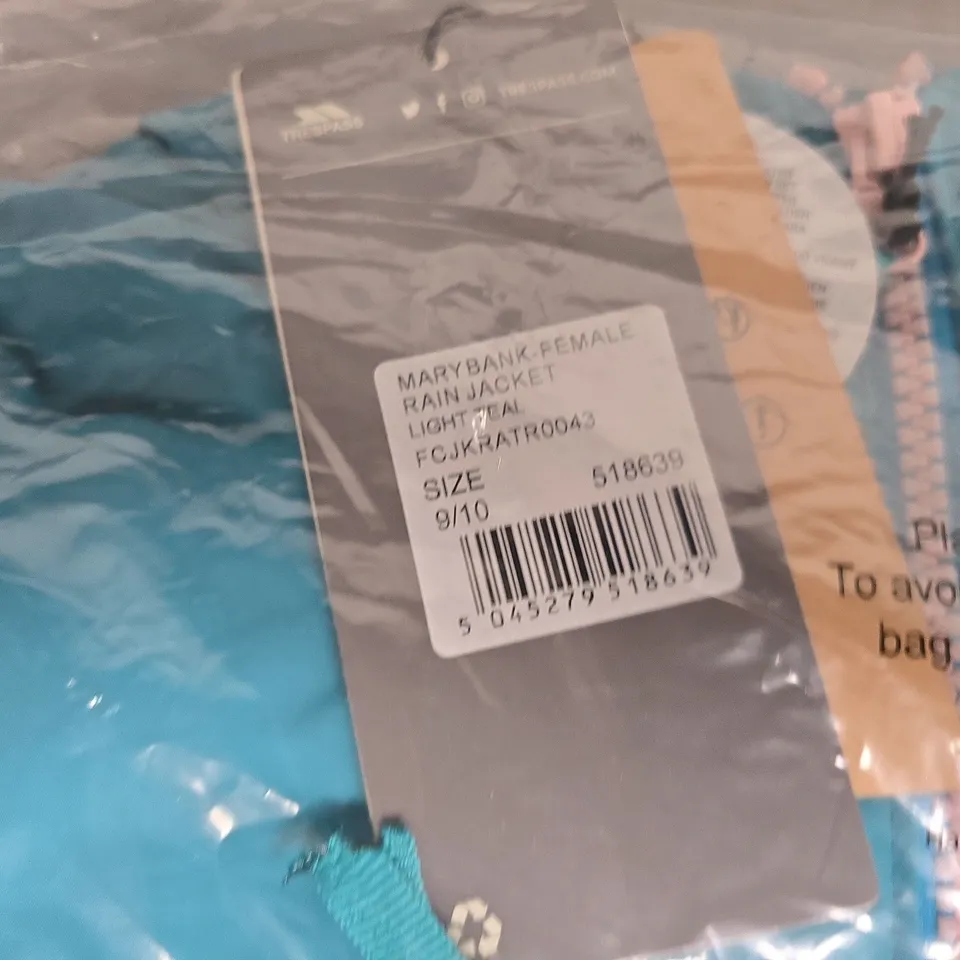 TRESPASS
TRESPASS.COM
MARYBANK-FEMALE
RAIN JACKET
LIGHT TEAL
FCJKRATR0043
SIZE
518639
9/10
5 045279 518639
Pl
To avo
bag